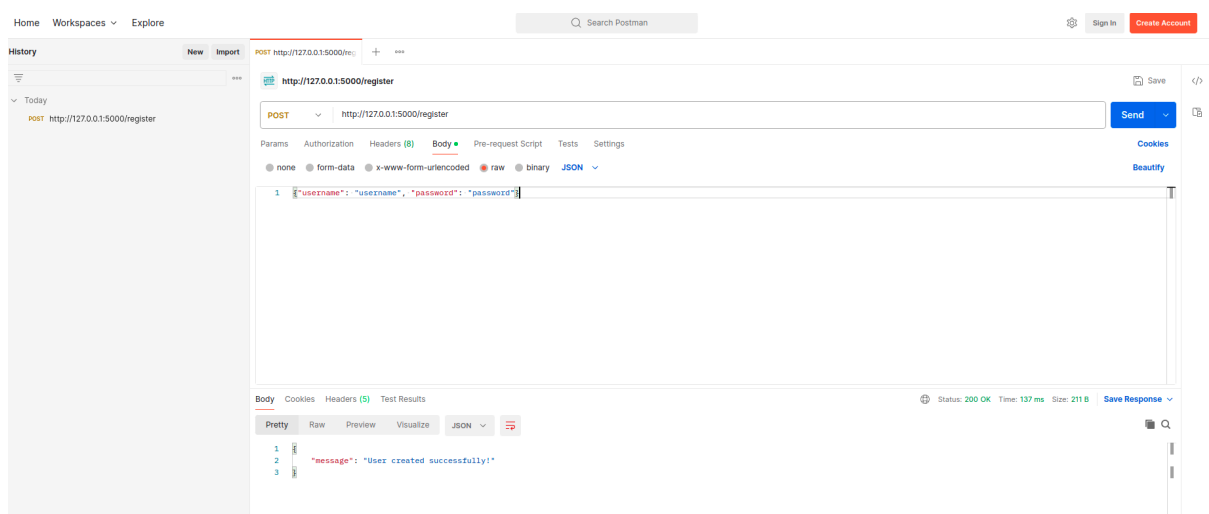 Home Workspaces Explore Search Postman Sign In Create Account
History New Import POST http://127.0.0.1:5000/reg
HTTP http://127.0.0.1:5000/register Save
Today
POST http://127.0.0.1:5000/register
POST http://127.0.0.1:5000/register Send
Params Authorization Headers (8) Body Pre-request Script Tests Settings Cookies
none form-data x-www-form-urlencoded raw binary JSON Beautify
1 {"username": "username", "password": "password"}
Body Cookies Headers (5) Test Results Status: 200 OK Time: 137 ms Size: 211 B Save Response
Pretty Raw Preview Visualize JSON
1 {
2 "message": "User created successfully!"
3 }